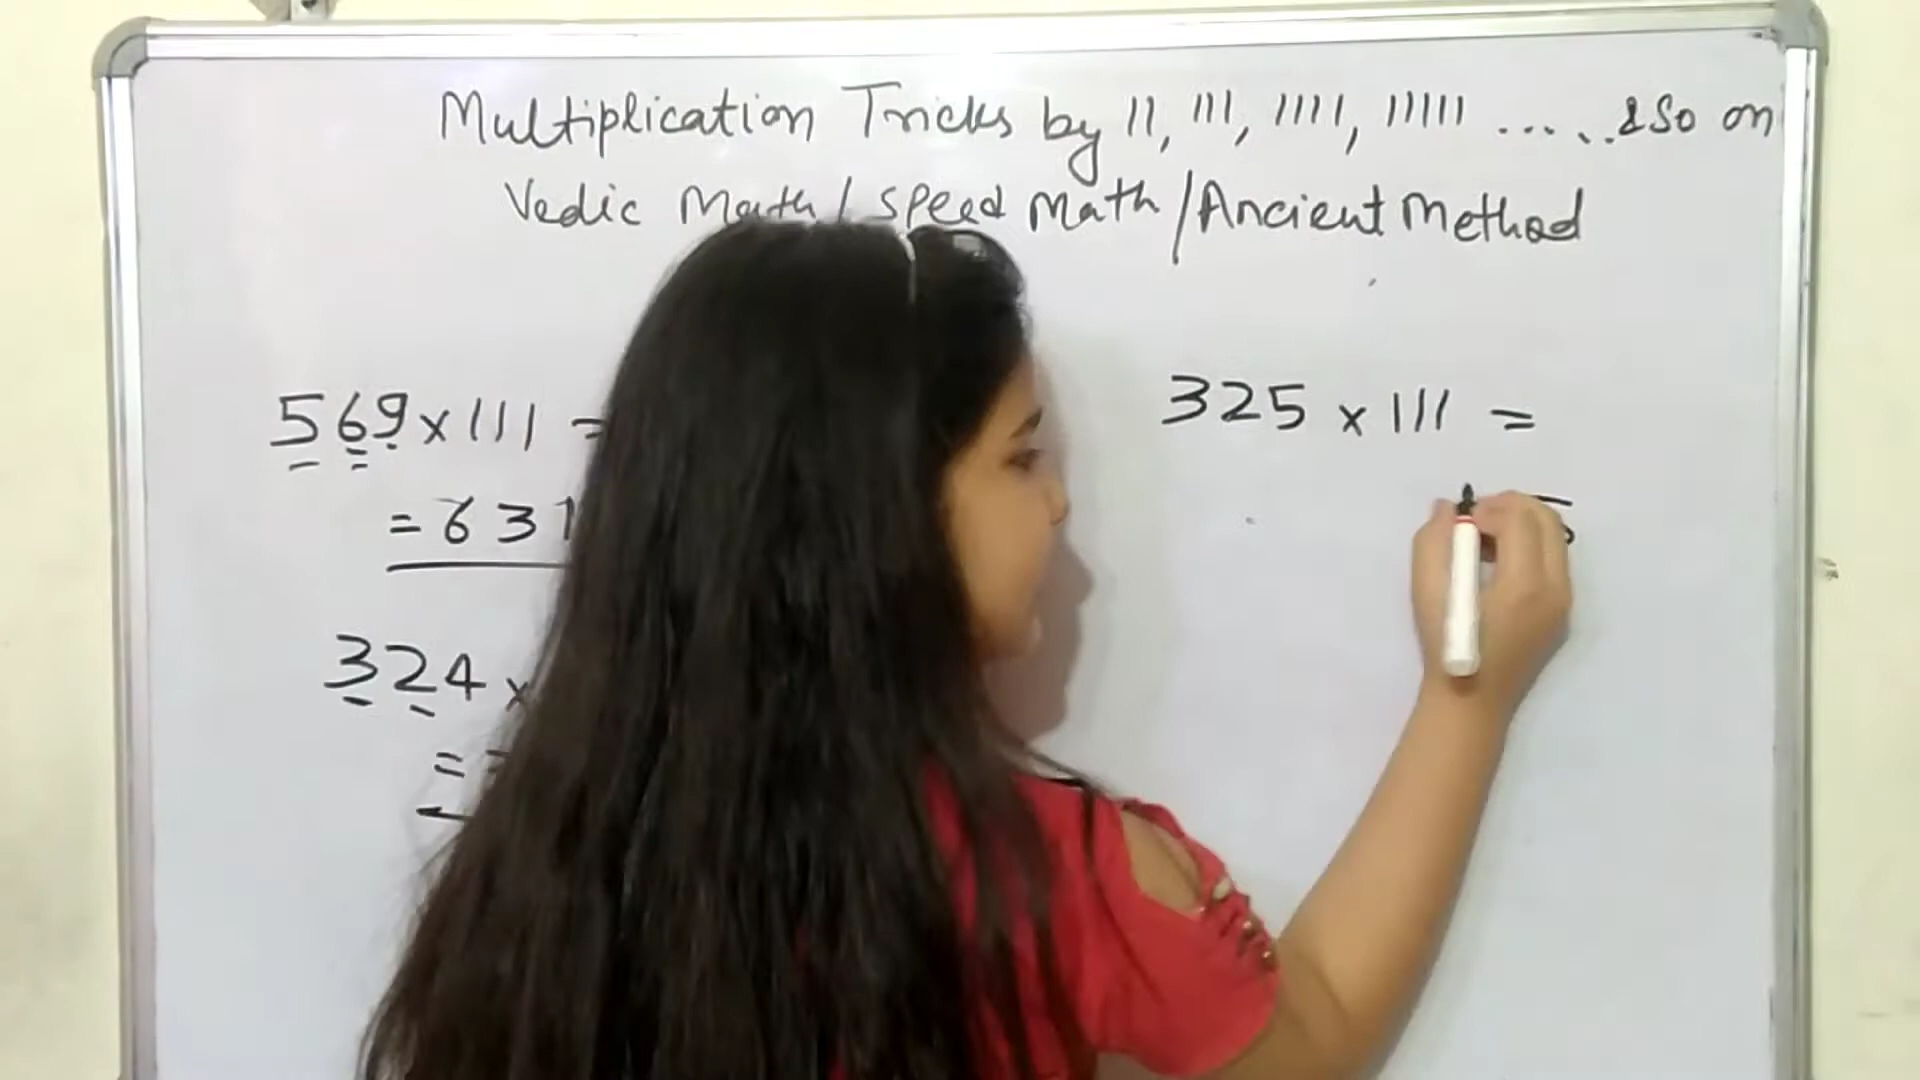 Multiplication Tricks by 11, 111, 1111, 11111 ..... & So on
Vedic Math / Speed Math / Ancient Method
569 x 111 =
= 631
324 x
=
325 x 111 =
5